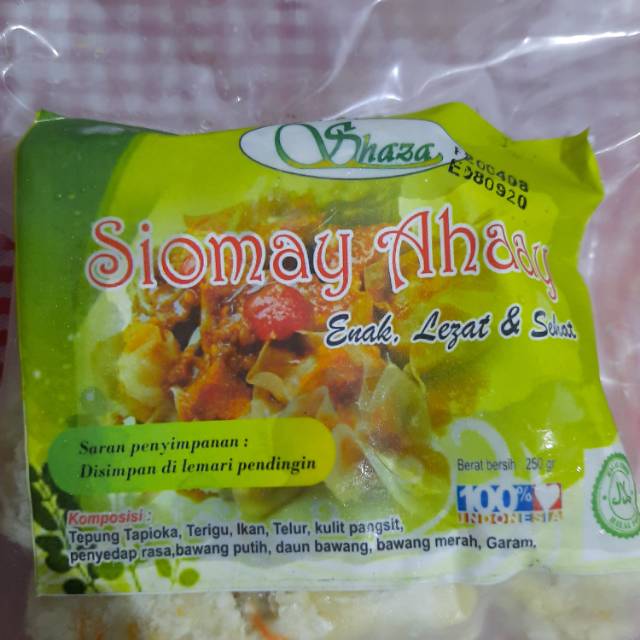 Shaza
E080920
Siomay Ahaay
Enak, Lezat & Sehat
Saran penyimpanan :
Disimpan di lemari pendingin
Berat bersih 250 gr
100%
INDONESIA
Komposisi :
Tepung Tapioka, Terigu, Ikan, Telur, kulit pangsit,
penyedap rasa,bawang putih, daun bawang, bawang merah, Garam.